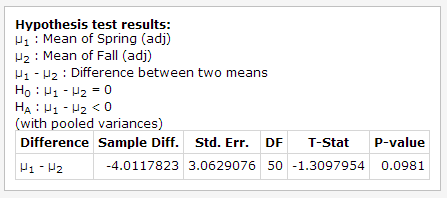 Hypothesis test results:
μ₁ : Mean of Spring (adj)
μ₂ : Mean of Fall (adj)
μ₁ - μ₂ : Difference between two means
H₀ : μ₁ - μ₂ = 0
Hₐ : μ₁ - μ₂ < 0
(with pooled variances)
Difference Sample Diff. Std. Err. DF T-Stat P-value
μ₁ - μ₂ -4.0117823 3.0629076 50 -1.3097954 0.0981